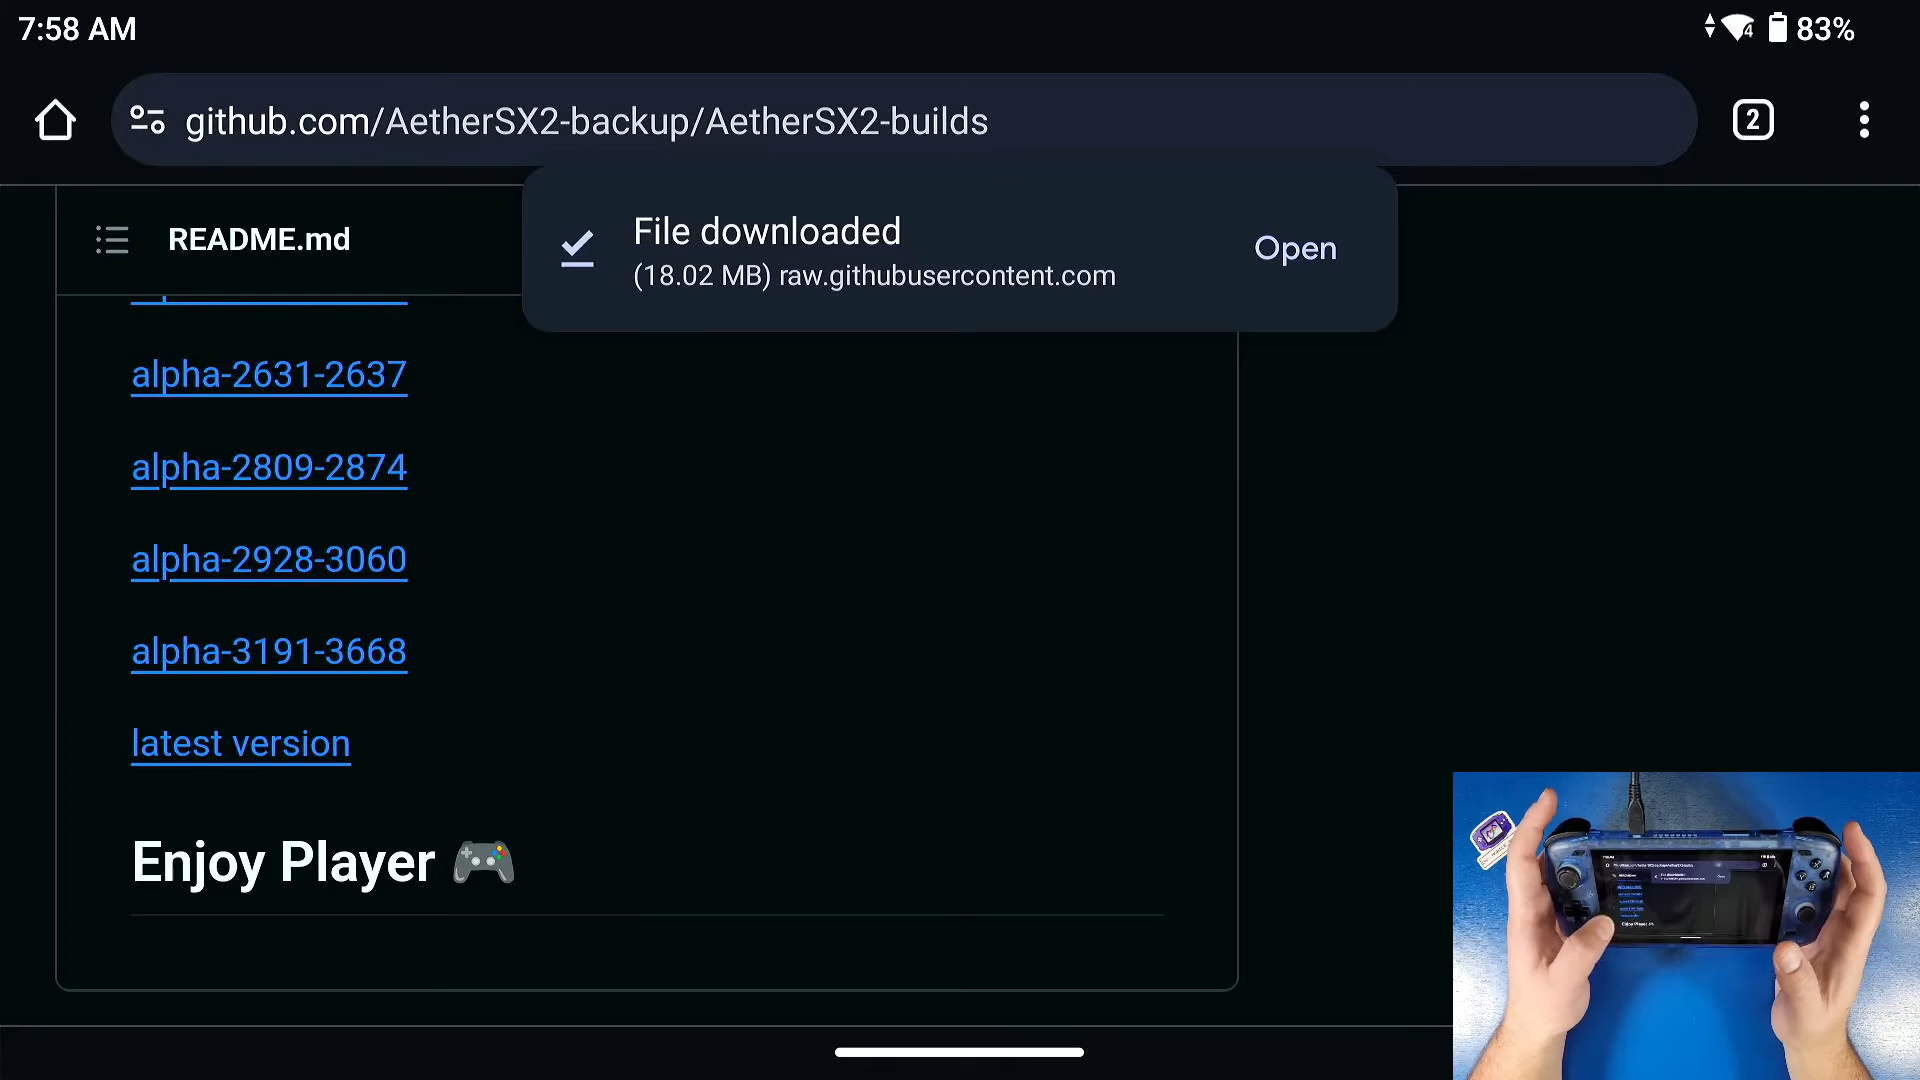 7:58 AM
4
83%
github.com/AetherSX2-backup/AetherSX2-builds
2
File downloaded
(18.02 MB) raw.githubusercontent.com
Open
README.md
alpha-2631-2637
alpha-2809-2874
alpha-2928-3060
alpha-3191-3668
latest version
Enjoy Player